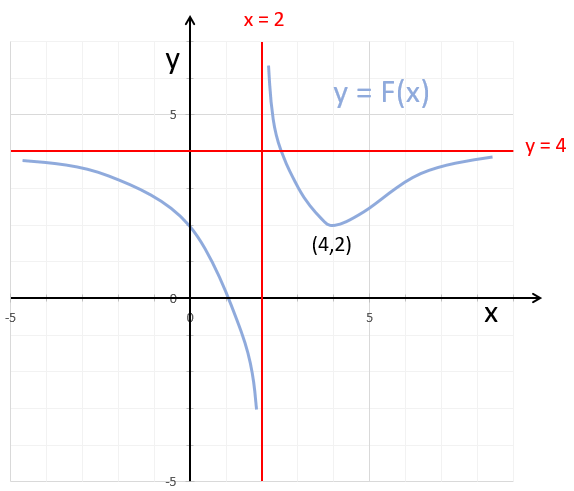 x = 2
y
y = F(x)
5
y = 4
(4,2)
0
-5
0
5
x
-5